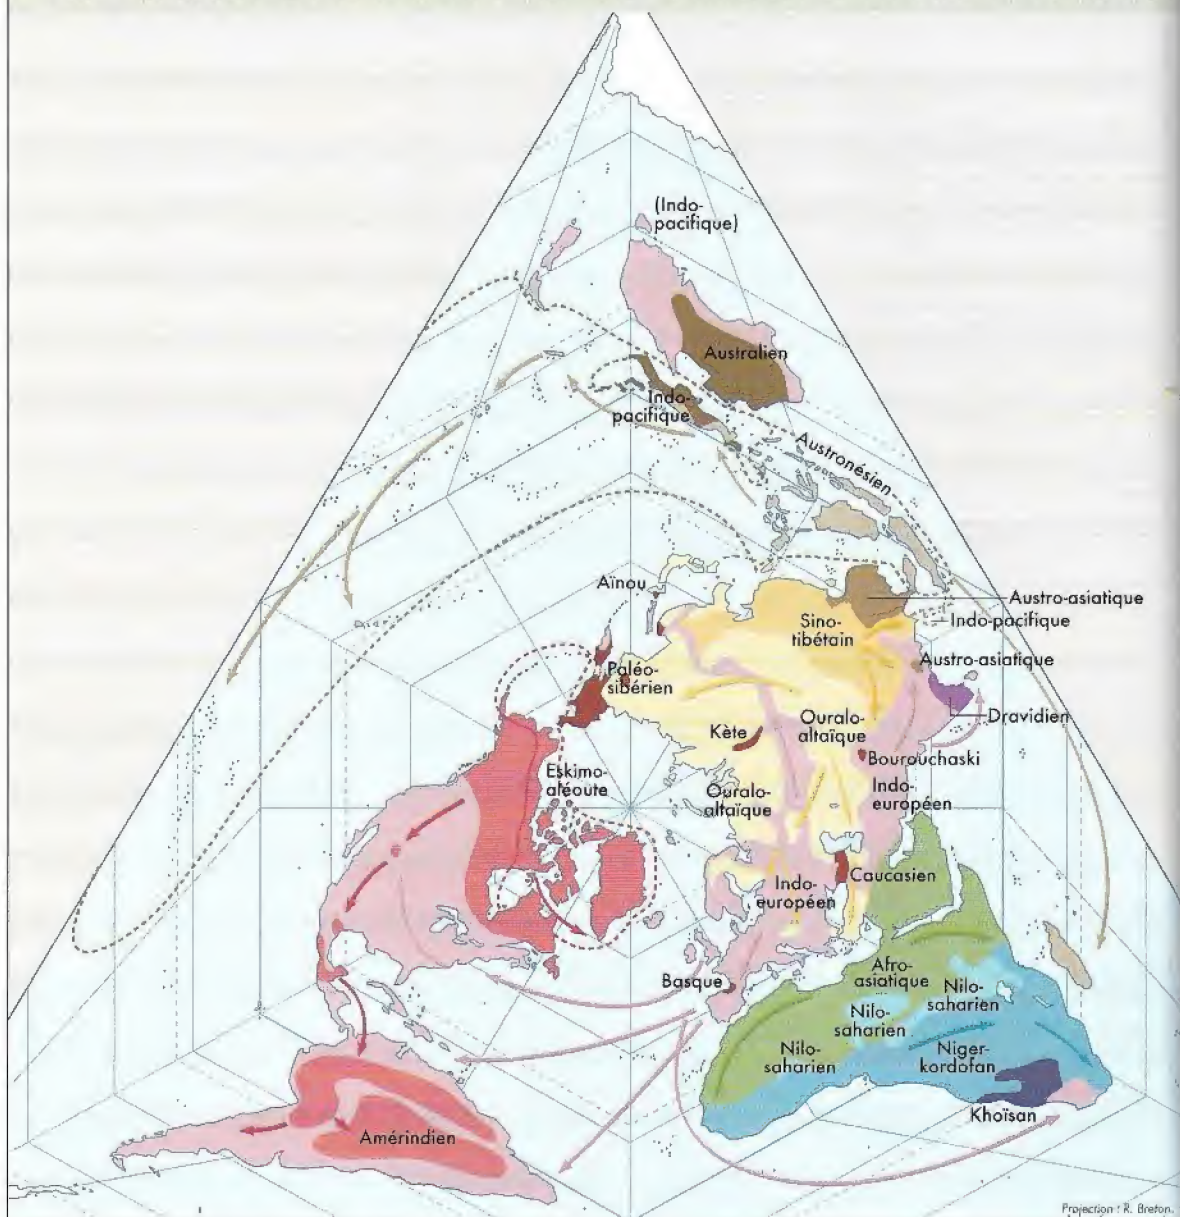 (Indo-
pacifique)
Australien
Indo-
pacifique
Austronésien
Aïnou
Austro-asiatique
Sino-
tibétain
Indo-pacifique
Austro-asiatique
Paléo-
sibérien
Dravidien
Ouralo-
altaïque
Kète
Bourouchaski
Eskimo-
aléoute
Ouralo-
altaïque
Indo-
européen
Caucasien
Indo-
européen
Afro-
asiatique
Basque
Nilo-
saharien
Nilo-
saharien
Nilo-
saharien
Niger-
kordofan
Khoïsan
Amérindien
Projection : R. Breton.